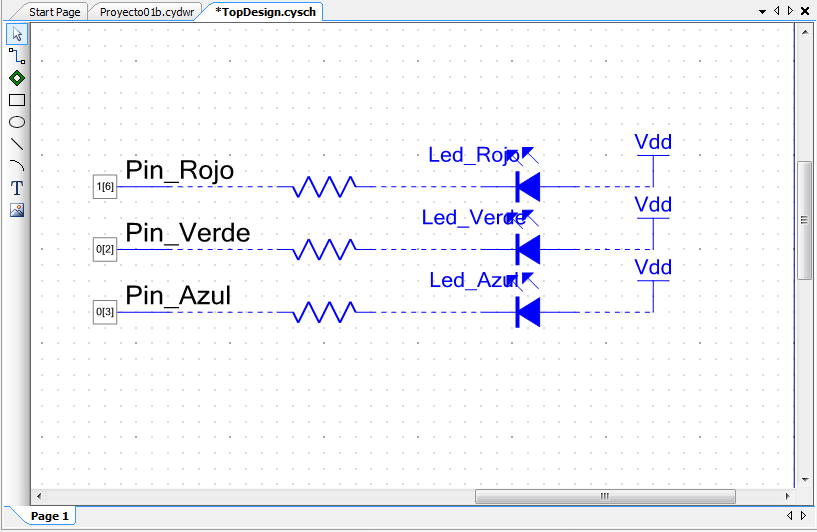 Start Page
Proyecto01b.cydwr
*TopDesign.cysch
T
Vdd
Led_Rojo
Pin_Rojo
1[6]
Vdd
Led_Verde
Pin_Verde
0[2]
Vdd
Led_Azul
Pin_Azul
0[3]
Page 1